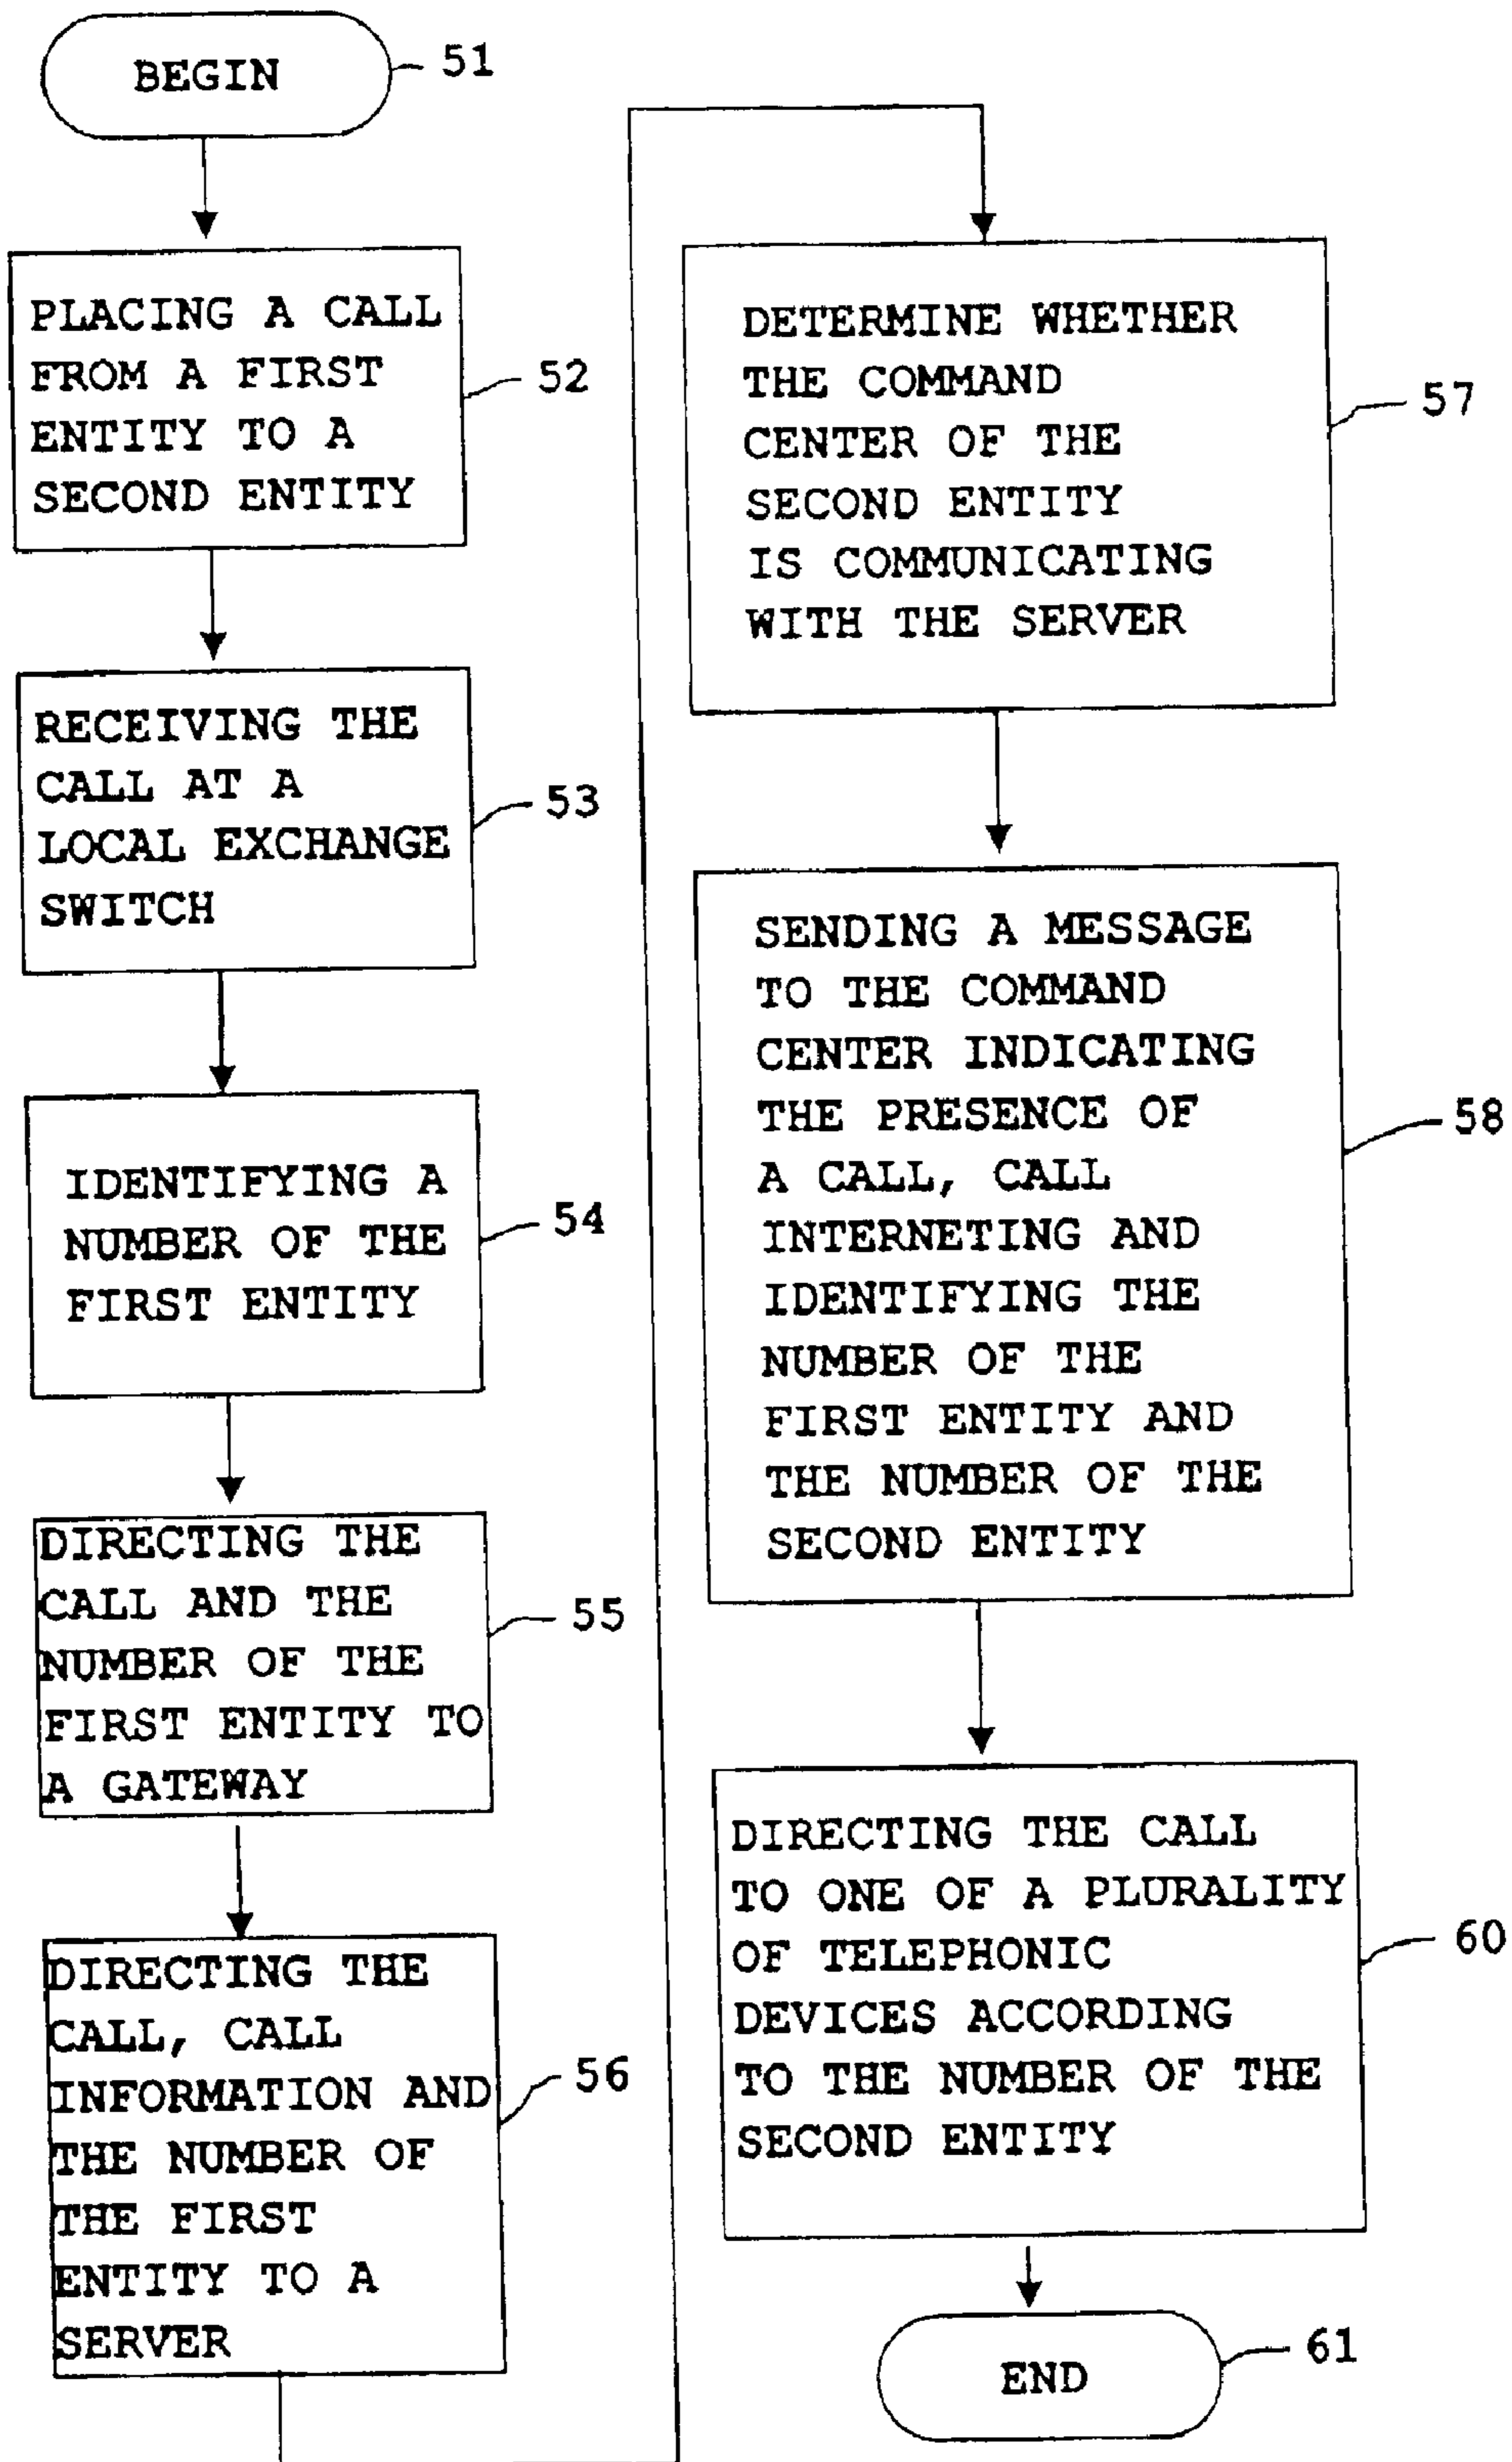 BEGIN
51
PLACING A CALL
FROM A FIRST
ENTITY TO A
SECOND ENTITY
52
RECEIVING THE
CALL AT A
LOCAL EXCHANGE
SWITCH
53
IDENTIFYING A
NUMBER OF THE
FIRST ENTITY
54
DIRECTING THE
CALL AND THE
NUMBER OF THE
FIRST ENTITY TO
A GATEWAY
55
DIRECTING THE
CALL, CALL
INFORMATION AND
THE NUMBER OF
THE FIRST
ENTITY TO A
SERVER
56
DETERMINE WHETHER
THE COMMAND
CENTER OF THE
SECOND ENTITY
IS COMMUNICATING
WITH THE SERVER
57
SENDING A MESSAGE
TO THE COMMAND
CENTER INDICATING
THE PRESENCE OF
A CALL, CALL
INTERNETING AND
IDENTIFYING THE
NUMBER OF THE
FIRST ENTITY AND
THE NUMBER OF THE
SECOND ENTITY
58
DIRECTING THE CALL
TO ONE OF A PLURALITY
OF TELEPHONIC
DEVICES ACCORDING
TO THE NUMBER OF THE
SECOND ENTITY
60
END
61